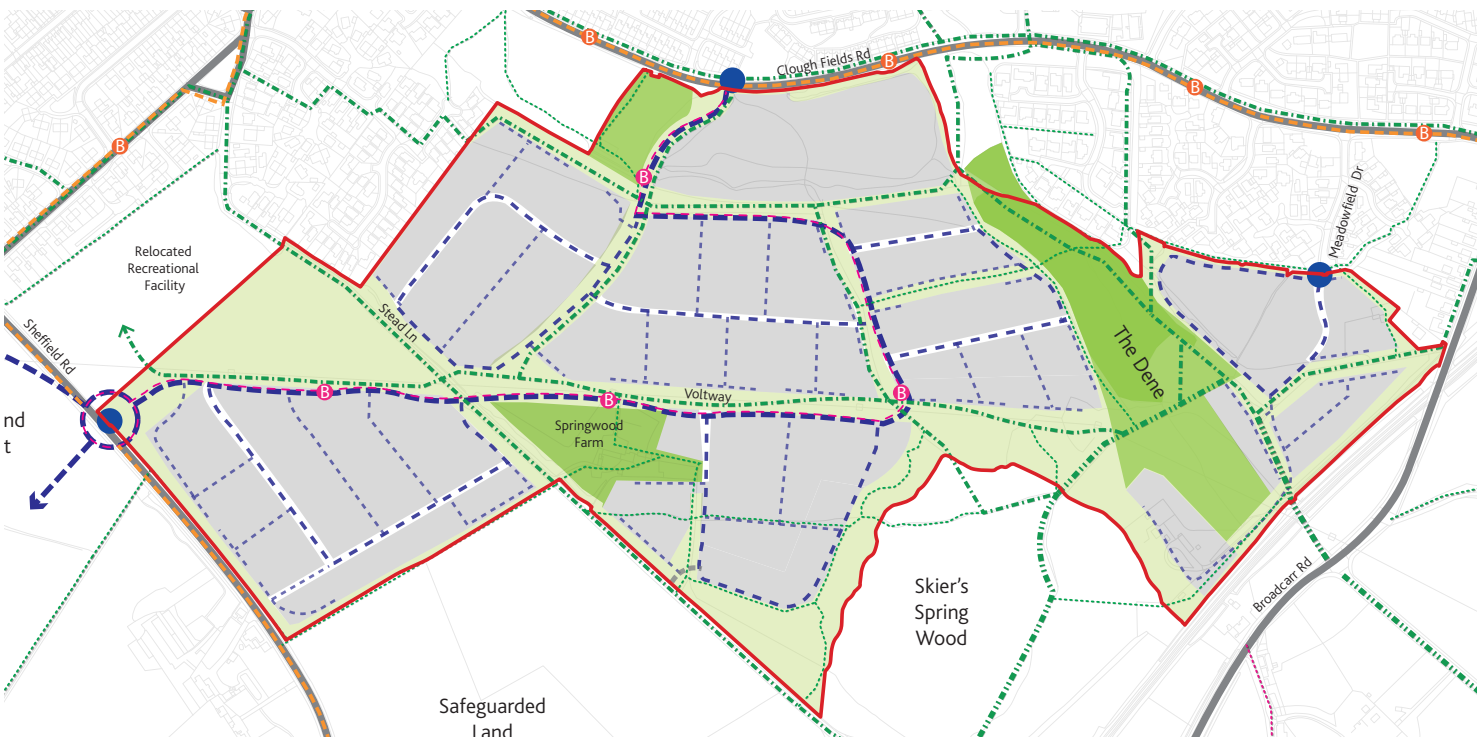 B
Clough Fields Rd
B
B
B
B
B
Meadowfield Dr
Relocated
Recreational
Facility
Sheffield Rd
Stead Ln
The Dene
B
B
B
Voltway
nd
t
Springwood
Farm
Skier's
Spring
Wood
Broadcarr Rd
Safeguarded
Land